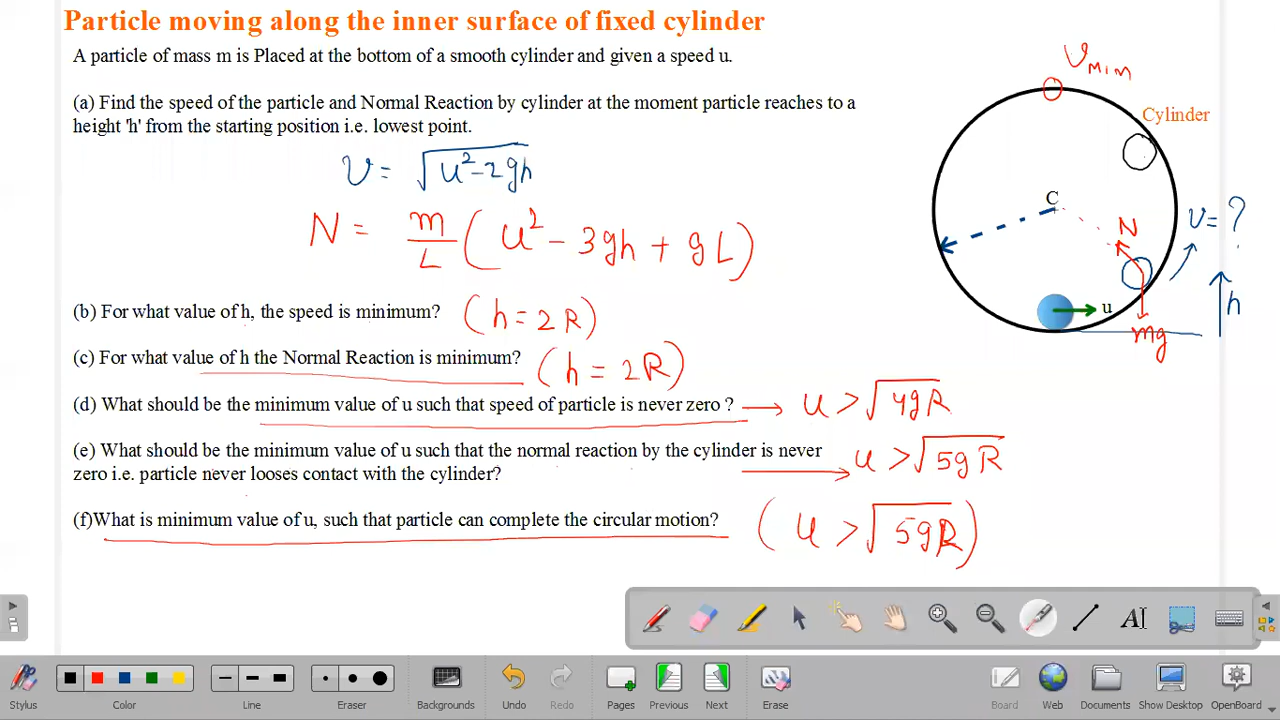 Particle moving along the inner surface of fixed cylinder
A particle of mass m is Placed at the bottom of a smooth cylinder and given a speed u.
(a) Find the speed of the particle and Normal Reaction by cylinder at the moment particle reaches to a
height 'h' from the starting position i.e. lowest point.
v = √(u² - 2gh)
N = m/L (u² - 3gh + gL)
(b) For what value of h, the speed is minimum? (h = 2R)
(c) For what value of h the Normal Reaction is minimum? (h = 2R)
(d) What should be the minimum value of u such that speed of particle is never zero ? → u > √4gR
(e) What should be the minimum value of u such that the normal reaction by the cylinder is never
zero i.e. particle never looses contact with the cylinder? → u > √5gR
(f)What is minimum value of u, such that particle can complete the circular motion? (u > √5gR)
v min
Cylinder
C
N
v = ?
u
h
mg
AI
Stylus
Color
Line
Eraser
Backgrounds
Undo
Redo
Pages
Previous
Next
Erase
Board
Web
Documents
Show Desktop
OpenBoard